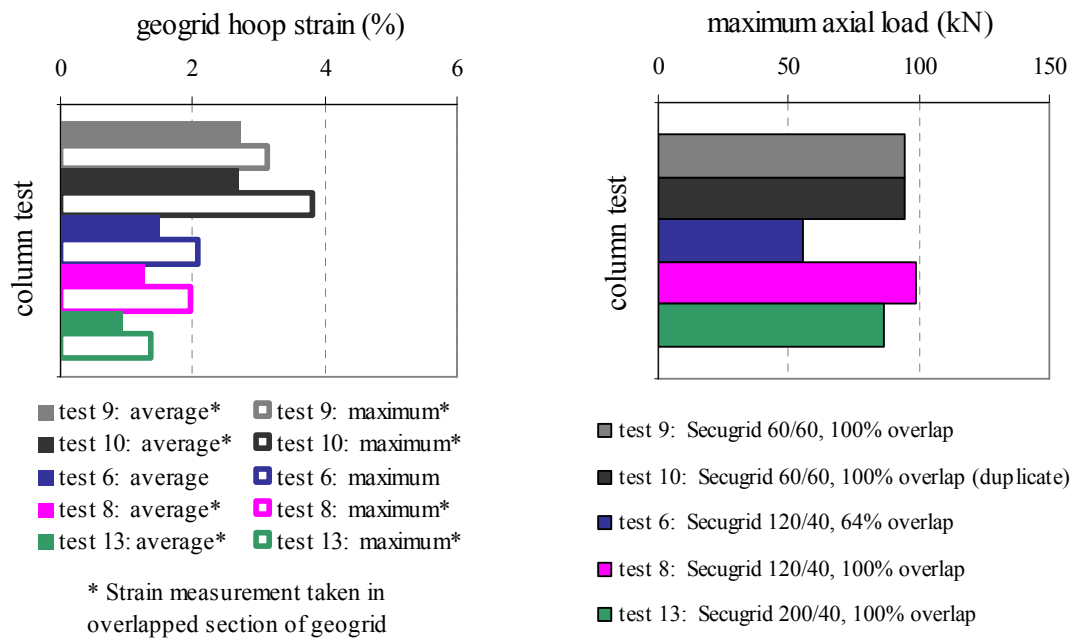 geogrid hoop strain (%)
0 2 4 6
column test
test 9: average*
test 9: maximum*
test 10: average*
test 10: maximum*
test 6: average
test 6: maximum
test 8: average*
test 8: maximum*
test 13: average*
test 13: maximum*
* Strain measurement taken in
overlapped section of geogrid
maximum axial load (kN)
0 50 100 150
column test
test 9: Secugrid 60/60, 100% overlap
test 10: Secugrid 60/60, 100% overlap (duplicate)
test 6: Secugrid 120/40, 64% overlap
test 8: Secugrid 120/40, 100% overlap
test 13: Secugrid 200/40, 100% overlap